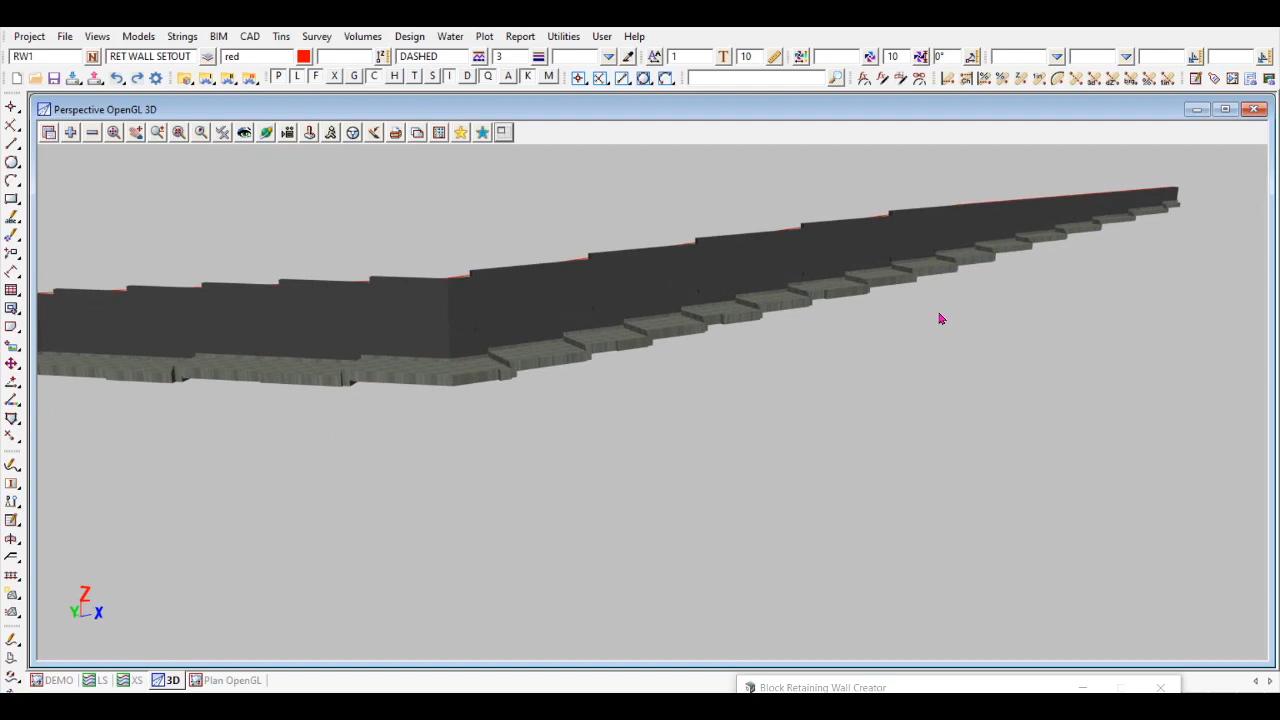 Project File Views Models Strings BIM CAD Tins Survey Volumes Design Water Plot Report Utilities User Help
RW1 N RET WALL SETOUT red DASHED 3 1 T 10 10 0°
P L F X G C H T S I D Q A K M
Perspective OpenGL 3D
Z
Y X
DEMO LS XS 3D Plan OpenGL
Block Retaining Wall Creator